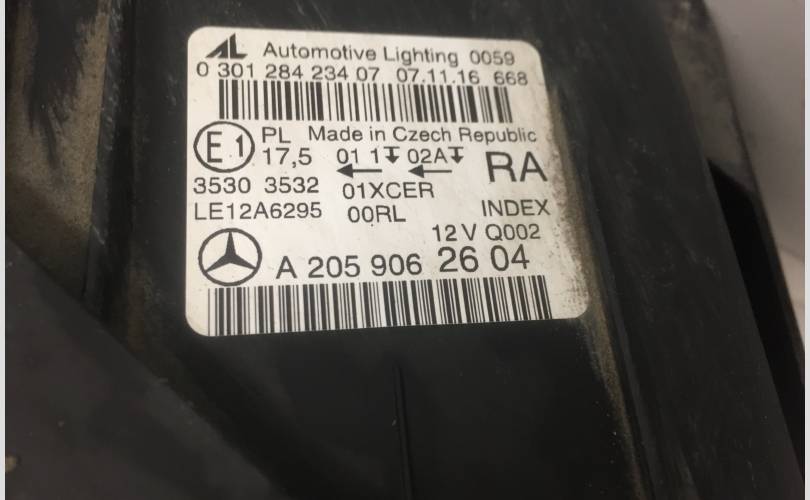 AL Automotive Lighting 0059
0 301 284 234 07 07.11.16 668
E1 PL Made in Czech Republic
17,5 01 1 02A RA
3530 3532 01XCER
LE12A6295 00RL INDEX
12 V Q002
A 205 906 26 04